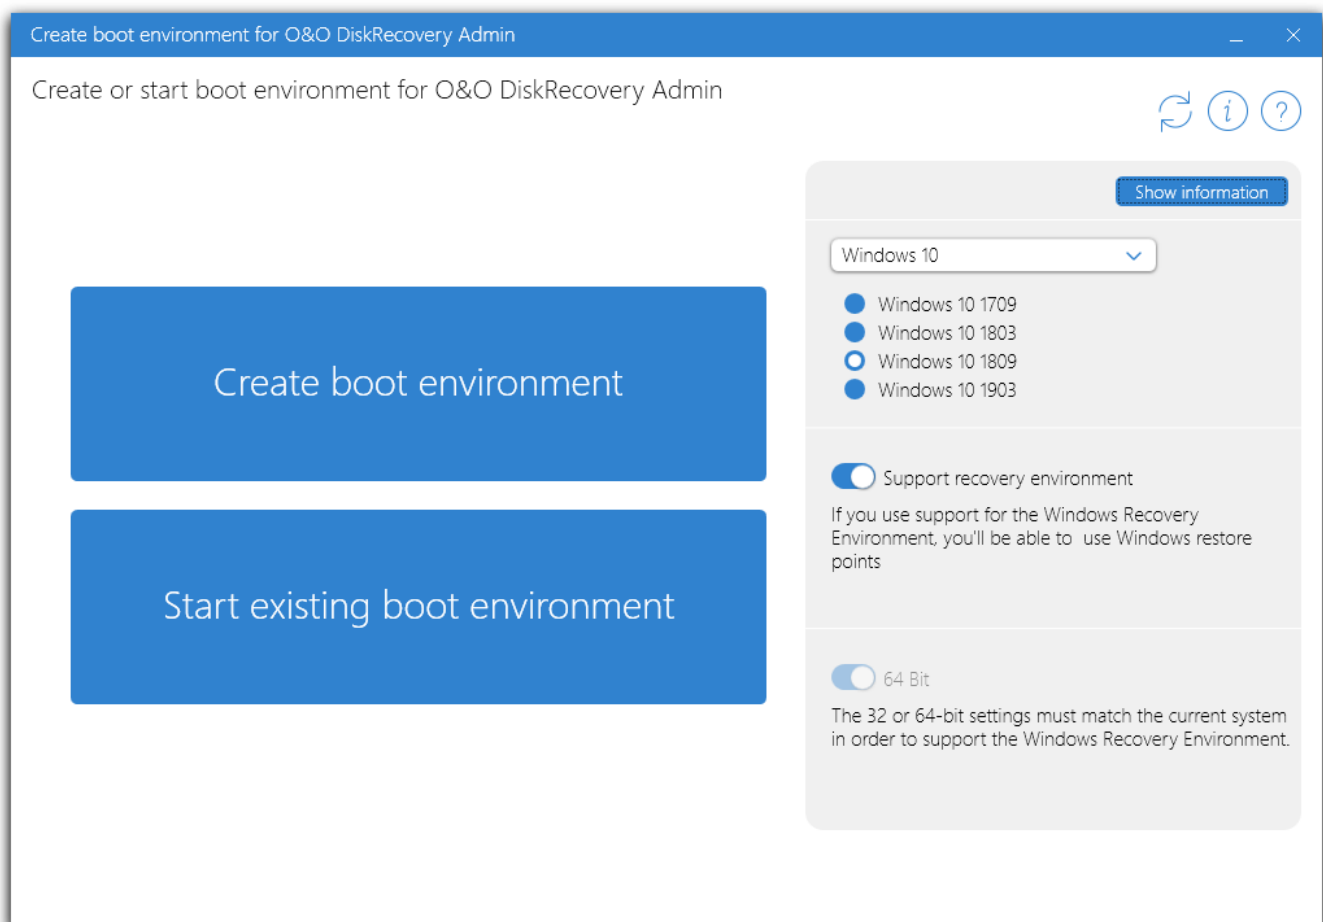 Create boot environment for O&O DiskRecovery Admin
Create or start boot environment for O&O DiskRecovery Admin
Show information
Windows 10
Windows 10 1709
Windows 10 1803
Windows 10 1809
Windows 10 1903
Create boot environment
Support recovery environment
If you use support for the Windows Recovery
Environment, you'll be able to  use Windows restore
points
Start existing boot environment
64 Bit
The 32 or 64-bit settings must match the current system
in order to support the Windows Recovery Environment.